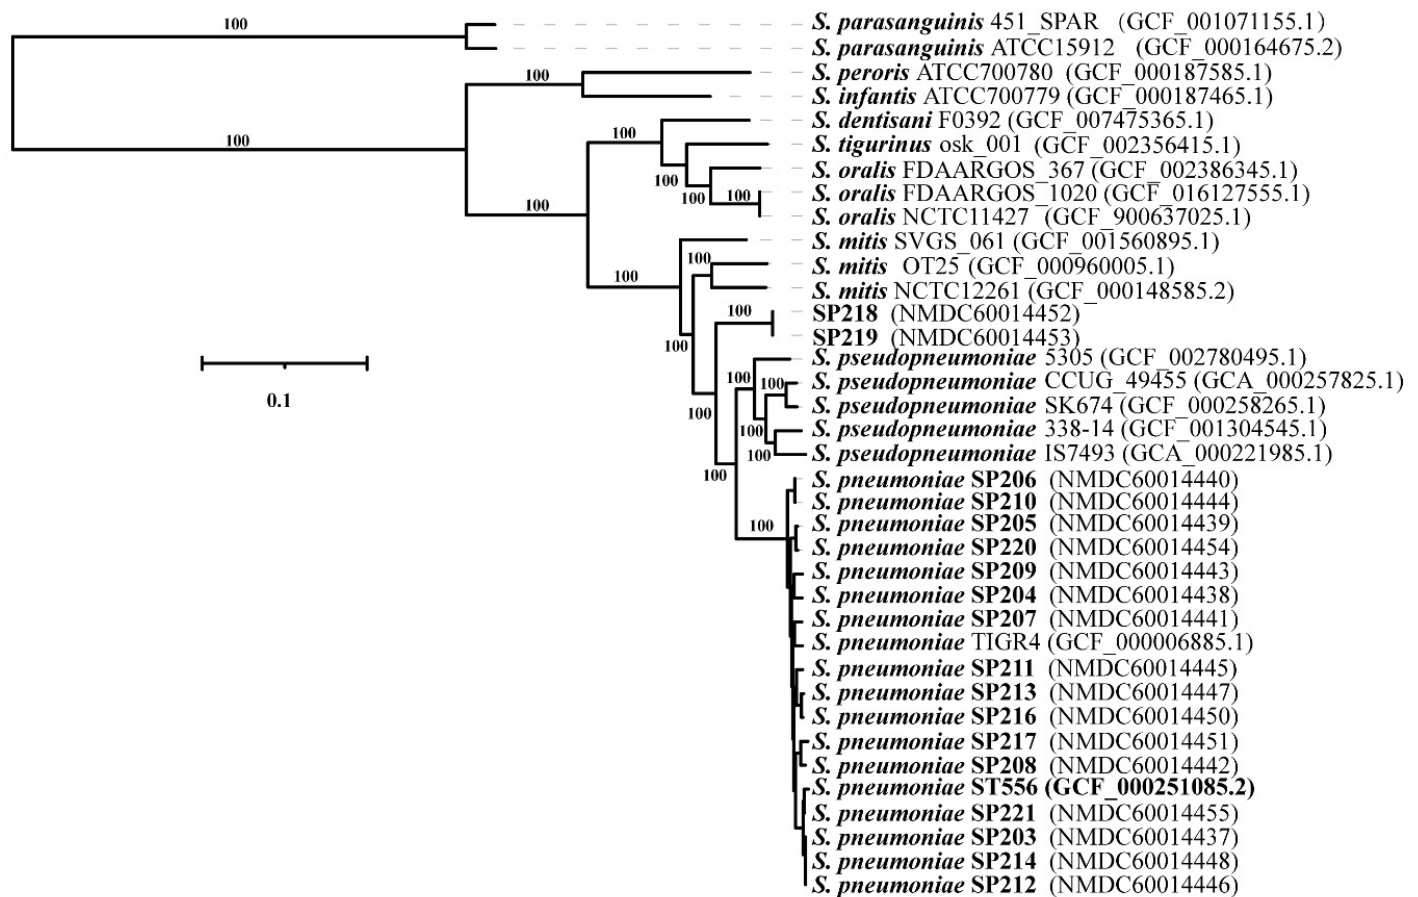 100
S. parasanguinis 451_SPAR (GCF_001071155.1)
S. parasanguinis ATCC15912 (GCF_000164675.2)
100
S. peroris ATCC700780 (GCF_000187585.1)
S. infantis ATCC700779 (GCF_000187465.1)
S. dentisani F0392 (GCF_007475365.1)
100
100
S. tigurinus osk_001 (GCF_002356415.1)
S. oralis FDAARGOS_367 (GCF_002386345.1)
100
100
100
S. oralis FDAARGOS_1020 (GCF_016127555.1)
100
S. oralis NCTC11427 (GCF_900637025.1)
S. mitis SVGS_061 (GCF_001560895.1)
100
S. mitis OT25 (GCF_000960005.1)
100
S. mitis NCTC12261 (GCF_000148585.2)
100
SP218 (NMDC60014452)
SP219 (NMDC60014453)
100
S. pseudopneumoniae 5305 (GCF_002780495.1)
100
100
S. pseudopneumoniae CCUG_49455 (GCA_000257825.1)
0.1
100
S. pseudopneumoniae SK674 (GCF_000258265.1)
100
S. pseudopneumoniae 338-14 (GCF_001304545.1)
100
S. pseudopneumoniae IS7493 (GCA_000221985.1)
100
S. pneumoniae SP206 (NMDC60014440)
S. pneumoniae SP210 (NMDC60014444)
100
S. pneumoniae SP205 (NMDC60014439)
S. pneumoniae SP220 (NMDC60014454)
S. pneumoniae SP209 (NMDC60014443)
S. pneumoniae SP204 (NMDC60014438)
S. pneumoniae SP207 (NMDC60014441)
S. pneumoniae TIGR4 (GCF_000006885.1)
S. pneumoniae SP211 (NMDC60014445)
S. pneumoniae SP213 (NMDC60014447)
S. pneumoniae SP216 (NMDC60014450)
S. pneumoniae SP217 (NMDC60014451)
S. pneumoniae SP208 (NMDC60014442)
S. pneumoniae ST556 (GCF_000251085.2)
S. pneumoniae SP221 (NMDC60014455)
S. pneumoniae SP203 (NMDC60014437)
S. pneumoniae SP214 (NMDC60014448)
S. pneumoniae SP212 (NMDC60014446)